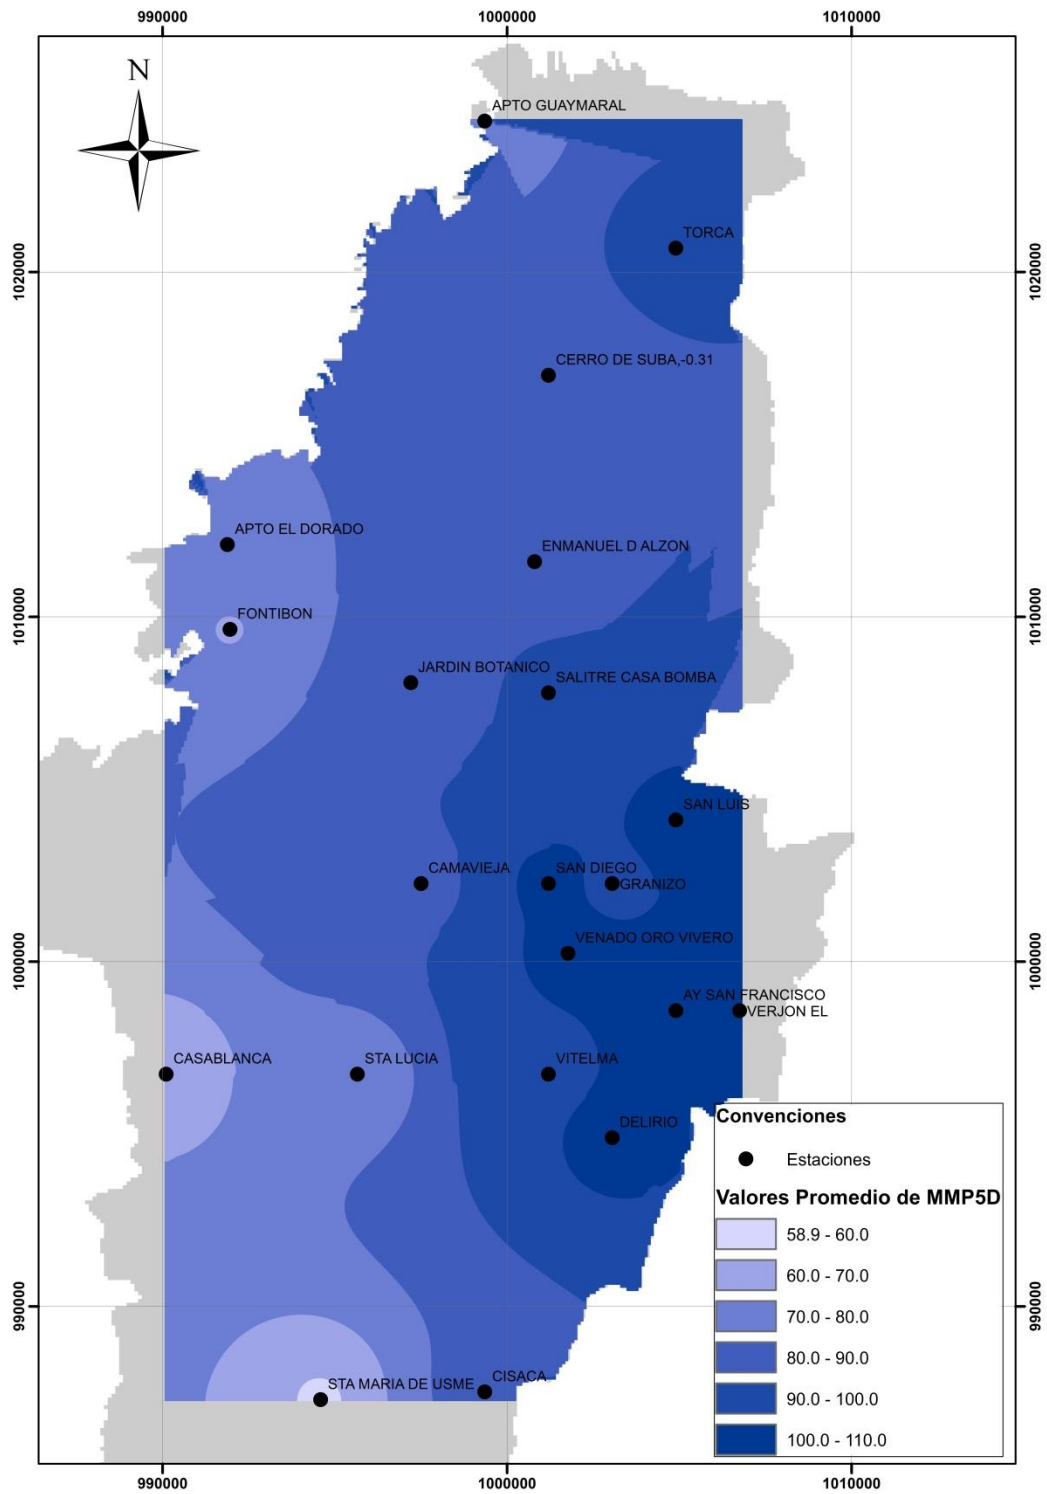 990000 1000000 1010000
N
APTO GUAYMARAL
TORCA
1020000 1020000
CERRO DE SUBA,-0.31
APTO EL DORADO
ENMANUEL D ALZON
FONTIBON
1010000 1010000
JARDIN BOTANICO
SALITRE CASA BOMBA
SAN LUIS
CAMAVIEJA
SAN DIEGO
GRANIZO
VENADO ORO VIVERO
1000000 1000000
AY SAN FRANCISCO
VERJON EL
CASABLANCA
STA LUCIA
VITELMA
DELIRIO
Convenciones
Estaciones
Valores Promedio de MMP5D
58.9 - 60.0
60.0 - 70.0
70.0 - 80.0
80.0 - 90.0
90.0 - 100.0
100.0 - 110.0
990000 990000
STA MARIA DE USME
CISACA
990000 1000000 1010000